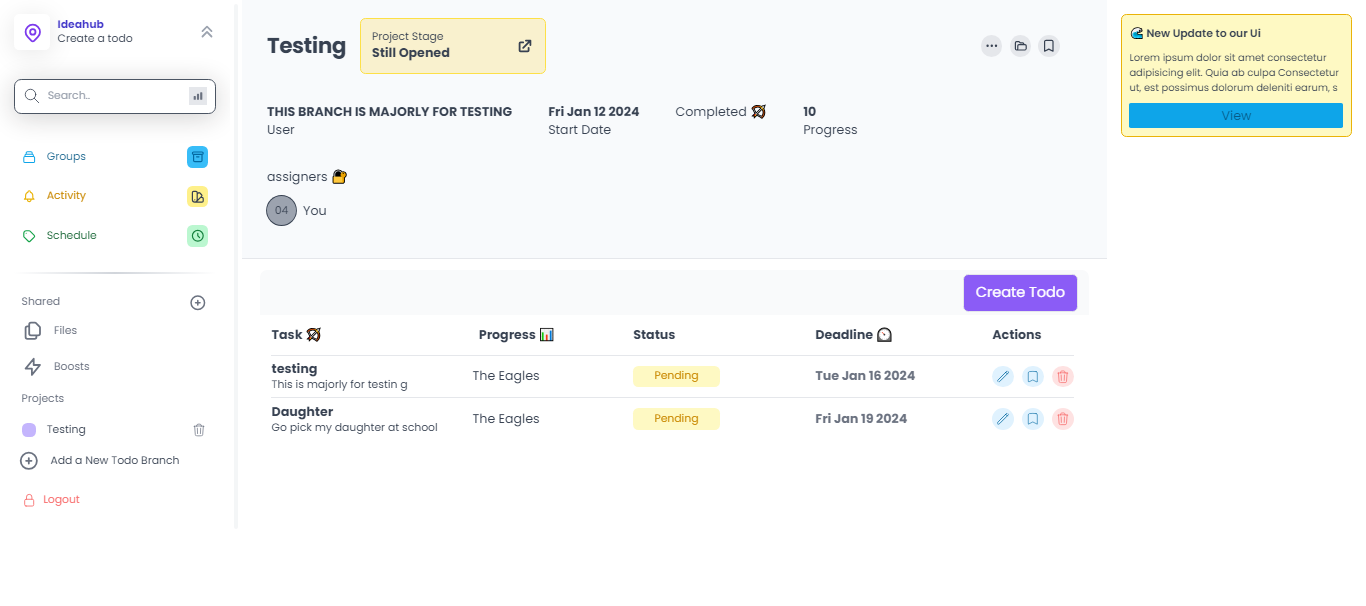 Ideahub
Create a todo
Search..
Groups
Activity
Schedule
Shared
Files
Boosts
Projects
Testing
Add a New Todo Branch
Logout
Testing
Project Stage
Still Opened
THIS BRANCH IS MAJORLY FOR TESTING
User
Fri Jan 12 2024
Start Date
Completed
10
Progress
assigners
04 You
Create Todo
Task Progress Status Deadline Actions
testing
This is majorly for testin g
The Eagles
Pending
Tue Jan 16 2024
Daughter
Go pick my daughter at school
The Eagles
Pending
Fri Jan 19 2024
New Update to our Ui
Lorem ipsum dolor sit amet consectetur
adipisicing elit. Quia ab culpa Consectetur
ut, est possimus dolorum deleniti earum, s
View